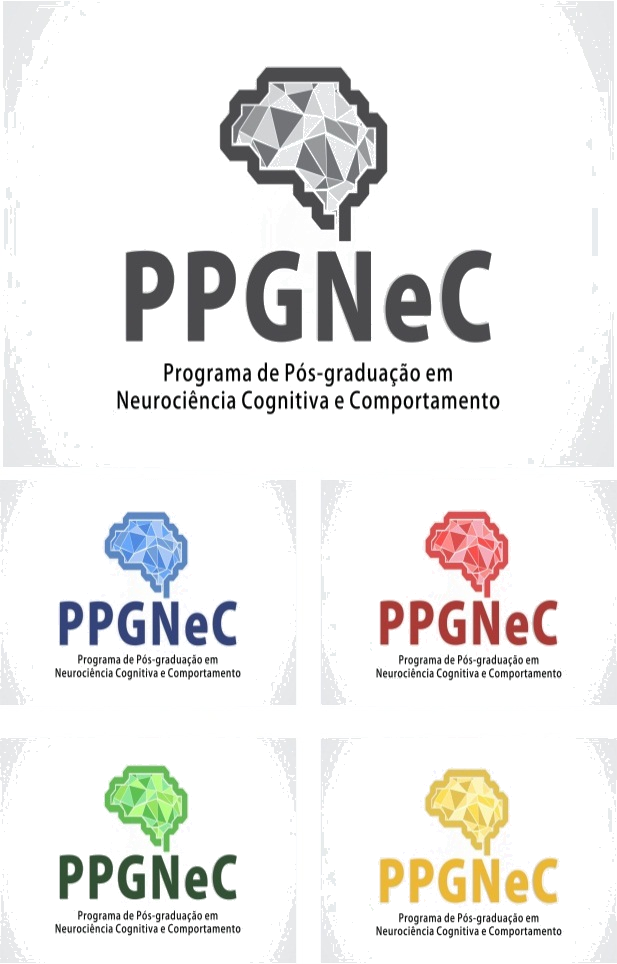 PPGNeC
Programa de Pós-graduação em
Neurociência Cognitiva e Comportamento
PPGNeC
Programa de Pós-graduação em
Neurociência Cognitiva e Comportamento
PPGNeC
Programa de Pós-graduação em
Neurociência Cognitiva e Comportamento
PPGNeC
Programa de Pós-graduação em
Neurociência Cognitiva e Comportamento
PPGNeC
Programa de Pós-graduação em
Neurociência Cognitiva e Comportamento